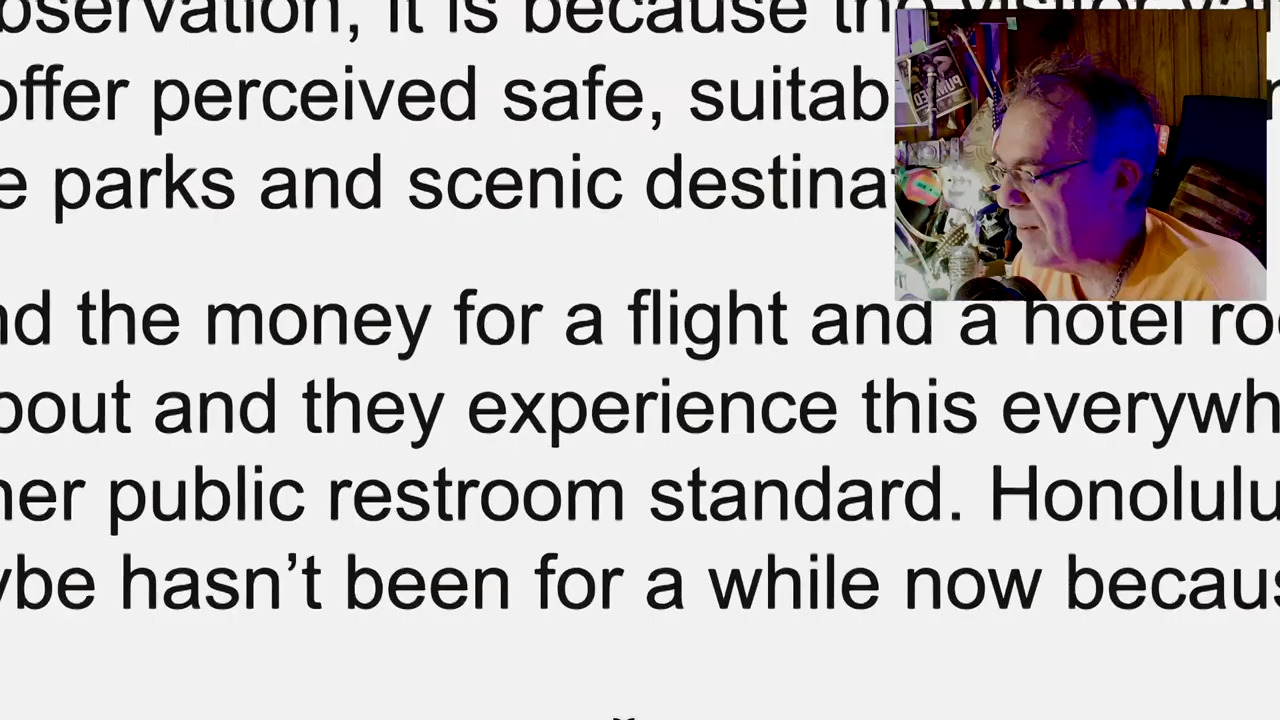 bservation, it is because the visitor
offer perceived safe, suitab
e parks and scenic destinat
nd the money for a flight and a hotel ro
bout and they experience this everywh
her public restroom standard. Honolulu
ybe hasn’t been for a while now becaus